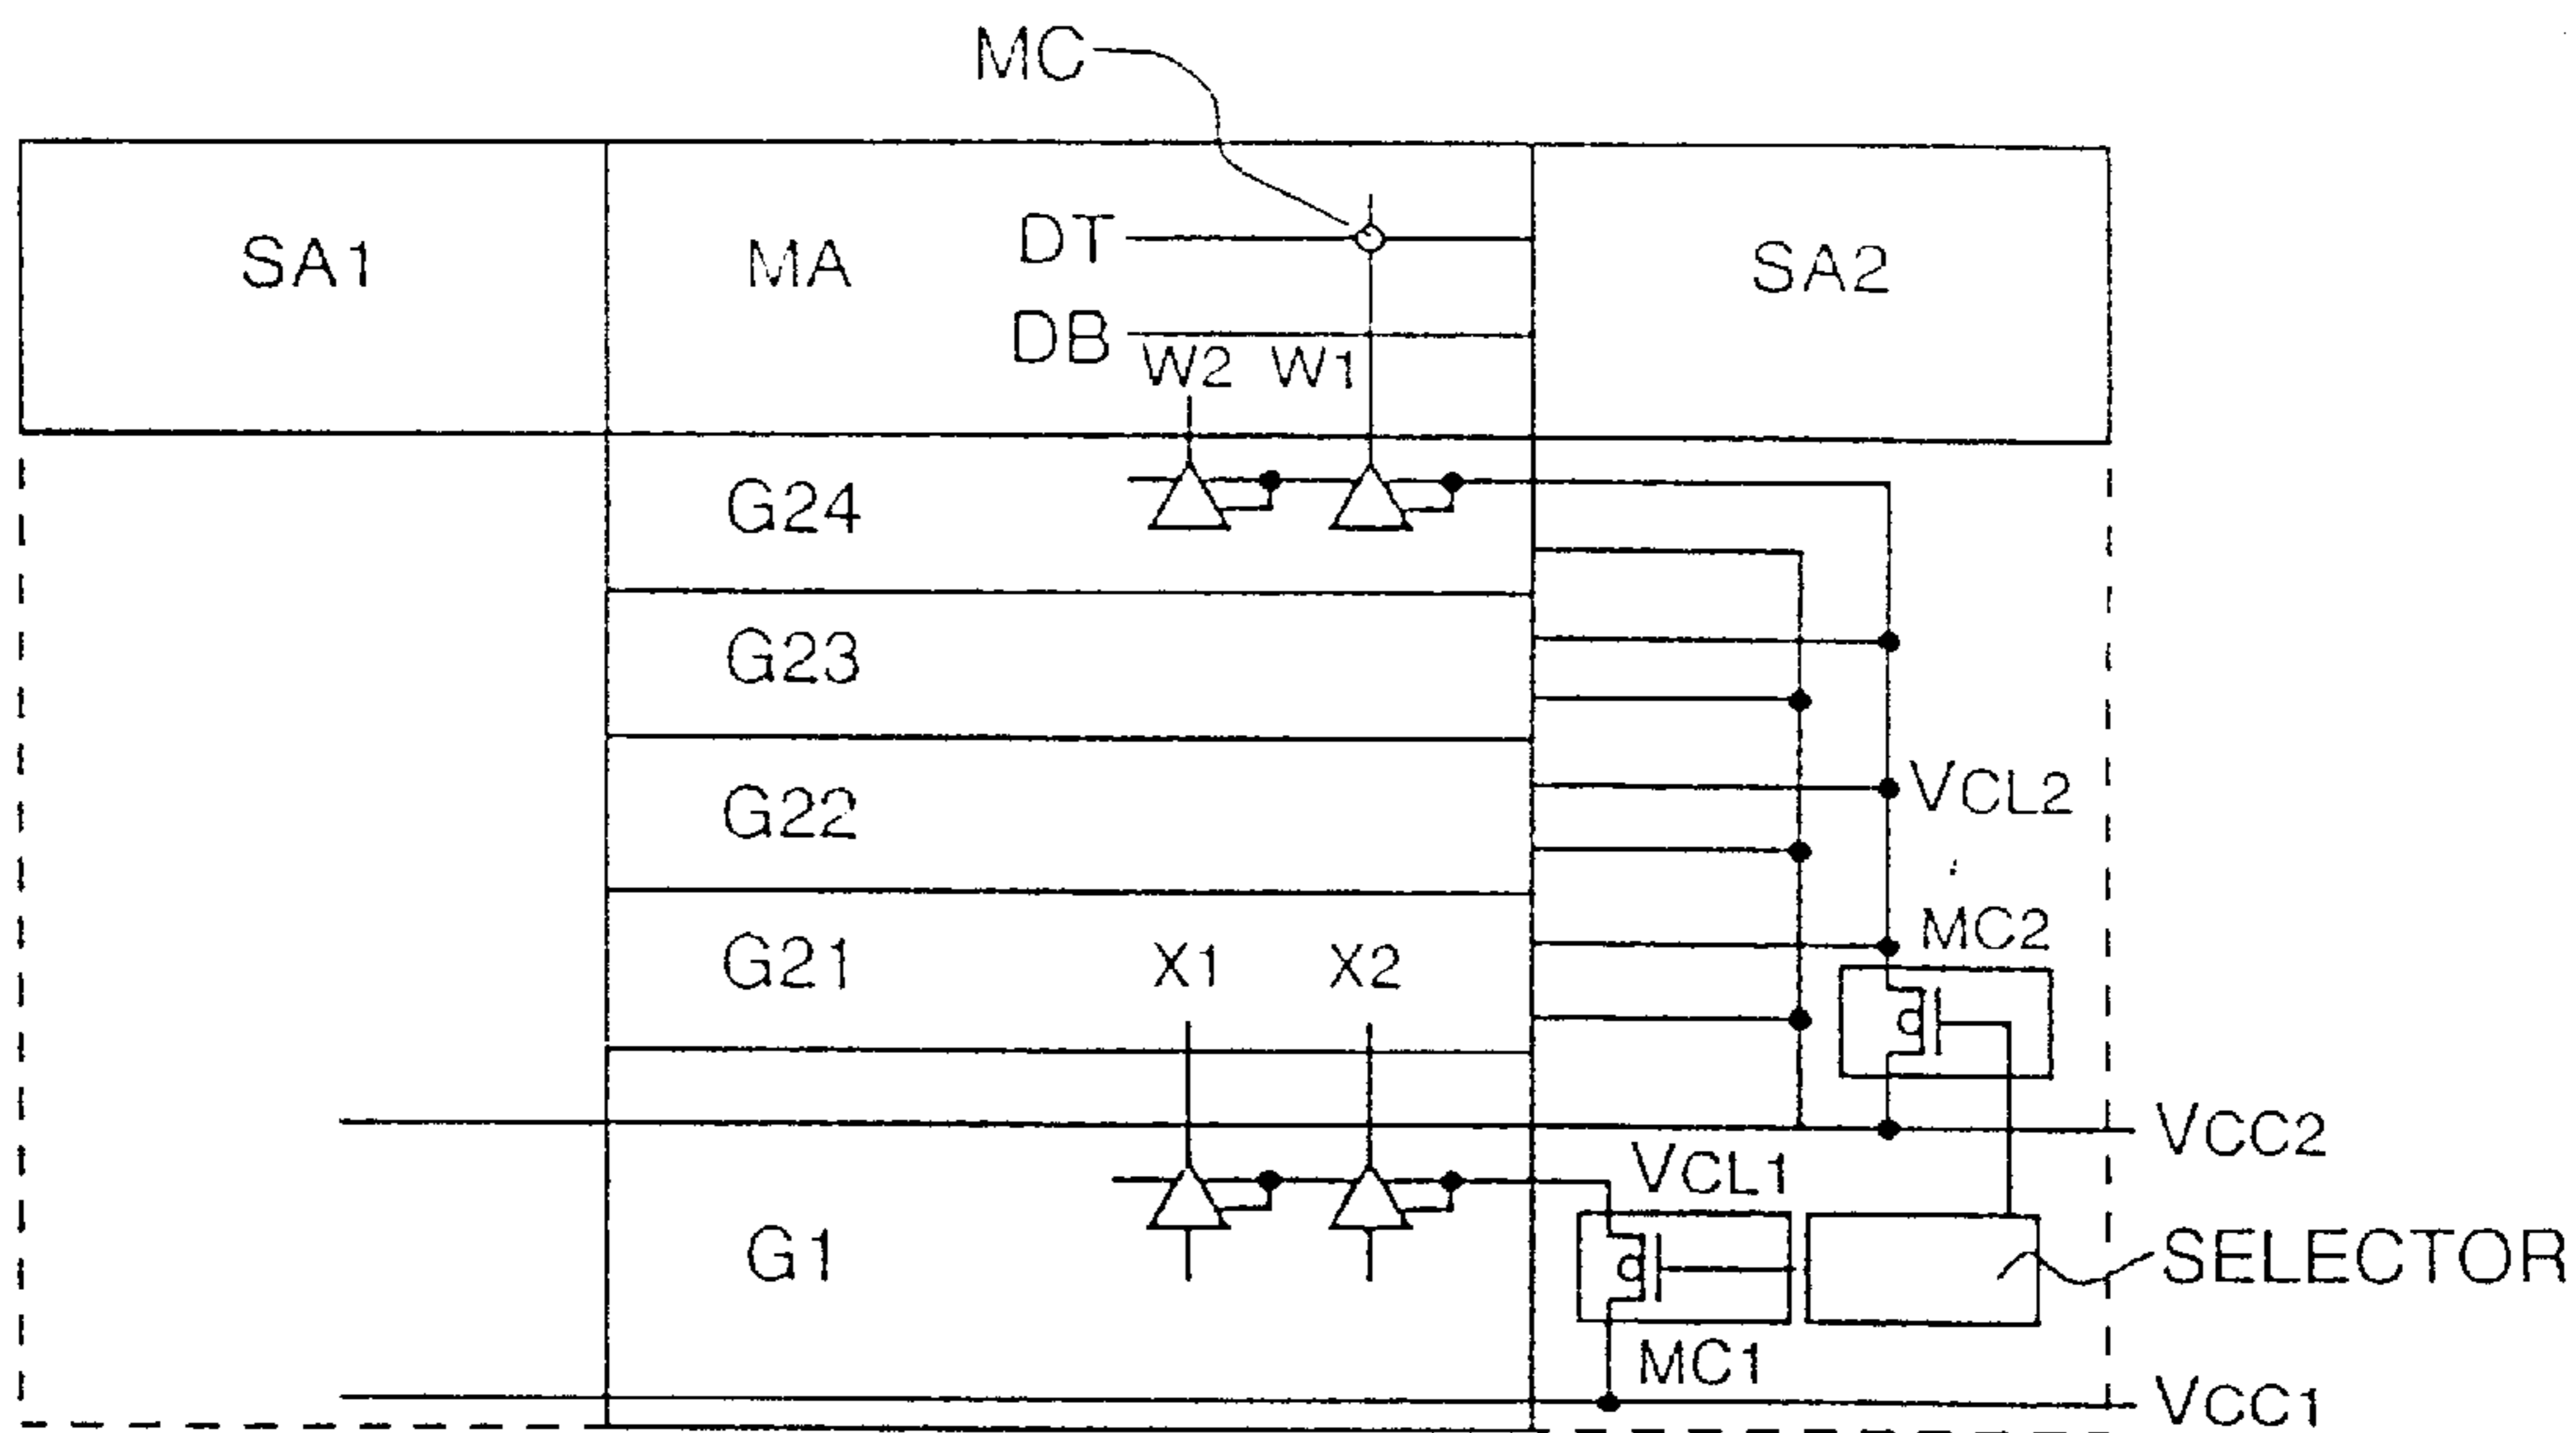 MC
SA1 MA DT SA2
DB
W2 W1
G24
G23
G22 VCL2
G21 X1 X2 MC2
VCC2
VCL1
G1 SELECTOR
MC1
VCC1